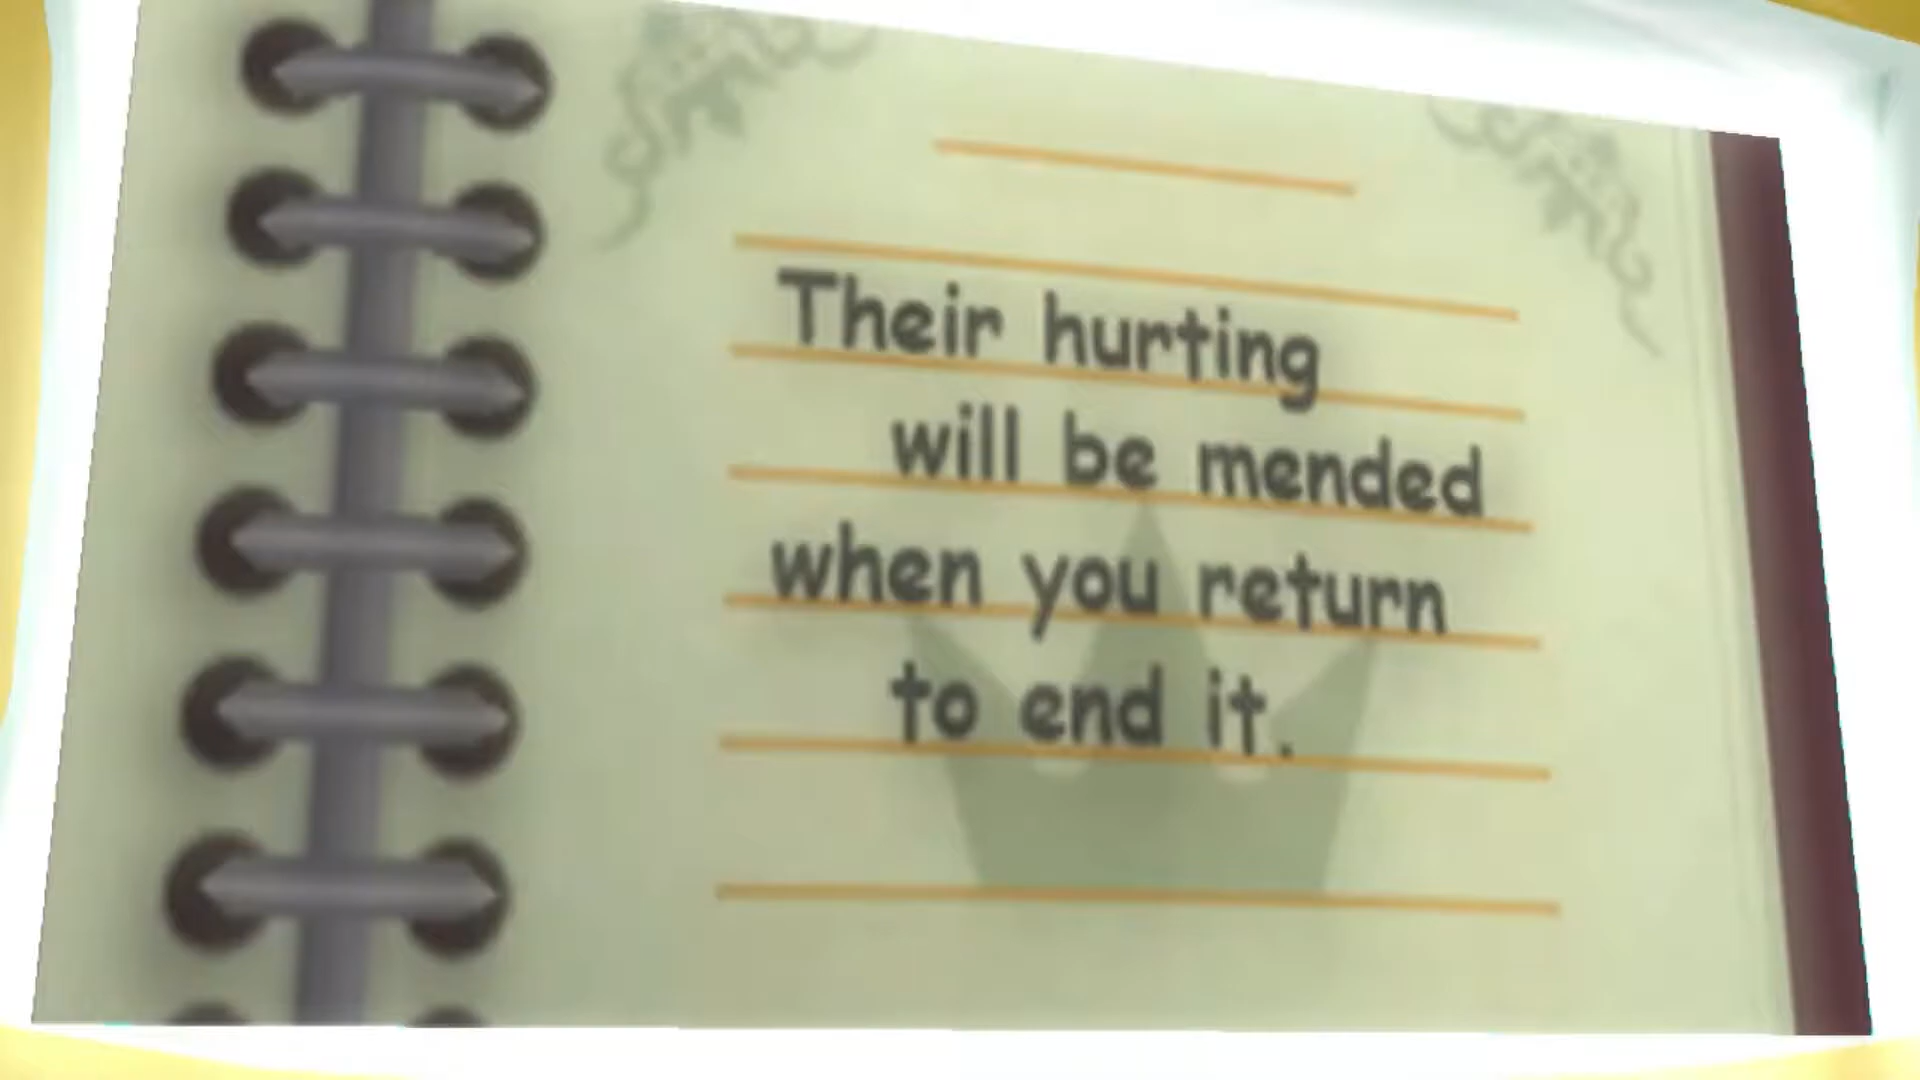 Their hurting
will be mended
when you return
to end it.